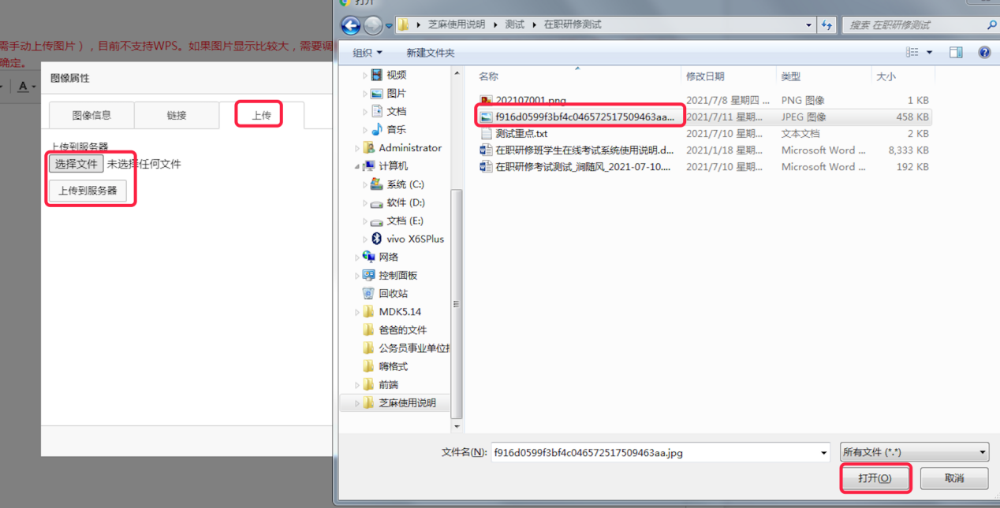 打开
需手动上传图片），目前不支持WPS。如果图片显示比较大，需要调
确定。
A
图像属性
图像信息
链接
上传
上传到服务器
选择文件 未选择任何文件
上传到服务器
芝麻使用说明 测试 在职研修测试
搜索 在职研修测试
组织 新建文件夹
视频
图片
文档
音乐
Administrator
计算机
系统 (C:)
软件 (D:)
文档 (E:)
vivo X6SPlus
网络
控制面板
回收站
MDK5.14
爸爸的文件
公务员事业单位
嗨格式
前端
芝麻使用说明
名称 修改日期 类型 大小
202107001.png 2021/7/8 星期四 ... PNG 图像 1 KB
f916d0599f3bf4c046572517509463aa... 2021/7/11 星期... JPEG 图像 458 KB
测试重点.txt 2021/7/10 星期... 文本文档 2 KB
在职研修班学生在线考试系统使用说明.d... 2021/1/18 星期... Microsoft Word ... 8,333 KB
在职研修考试测试_涧随风_2021-07-10.... 2021/7/10 星期... Microsoft Word ... 192 KB
文件名(N): f916d0599f3bf4c046572517509463aa.jpg
所有文件 (*.*)
打开(O) 取消